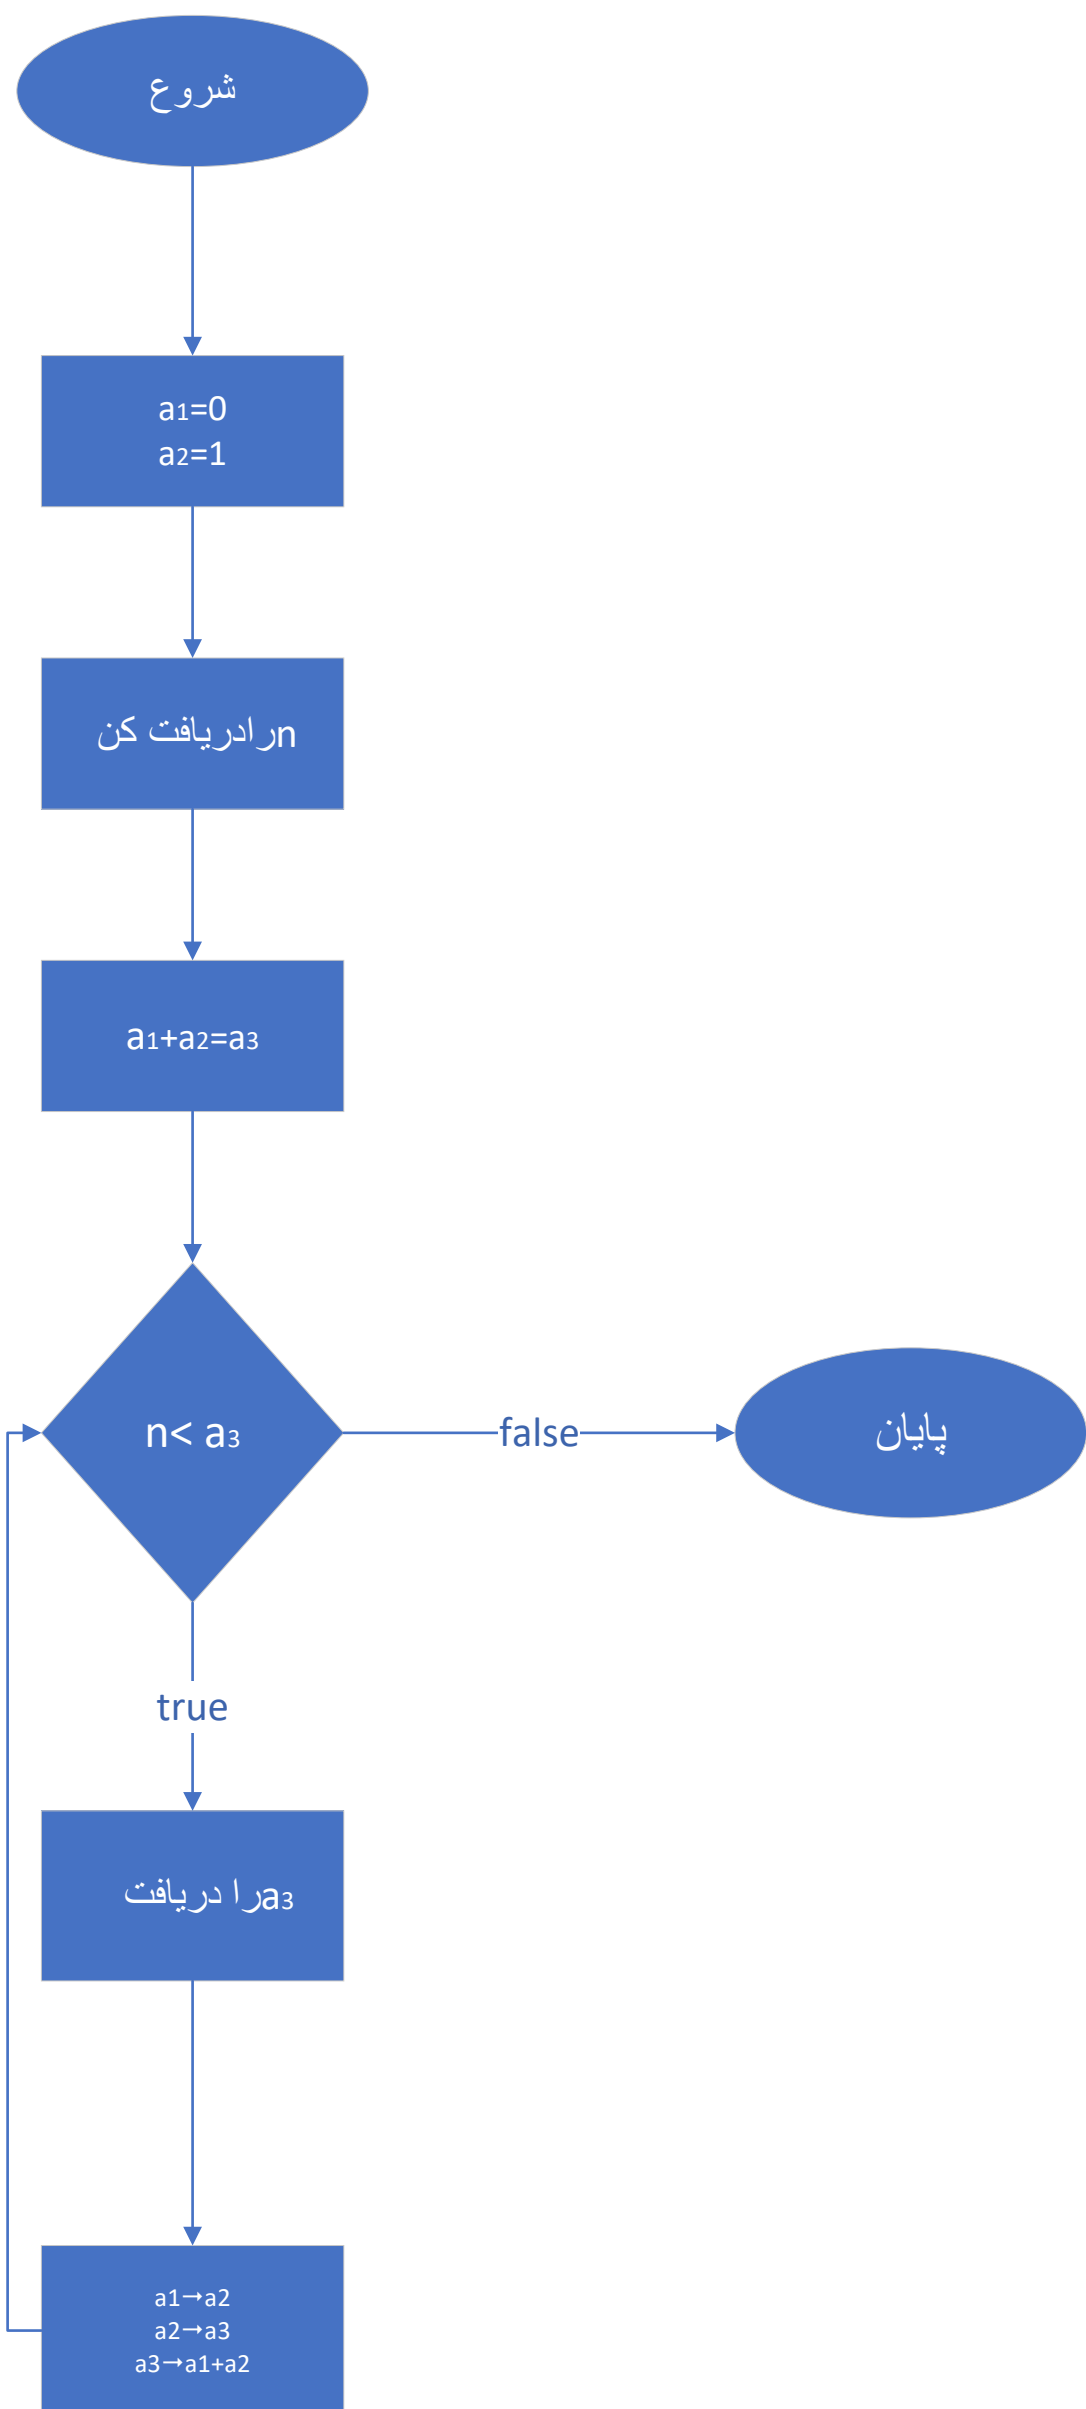 شروع
a1=0
a2=1
nرادریافت کن
a1+a2=a3
n< a3
false
پایان
true
a3را دریافت
a1→a2
a2→a3
a3→a1+a2